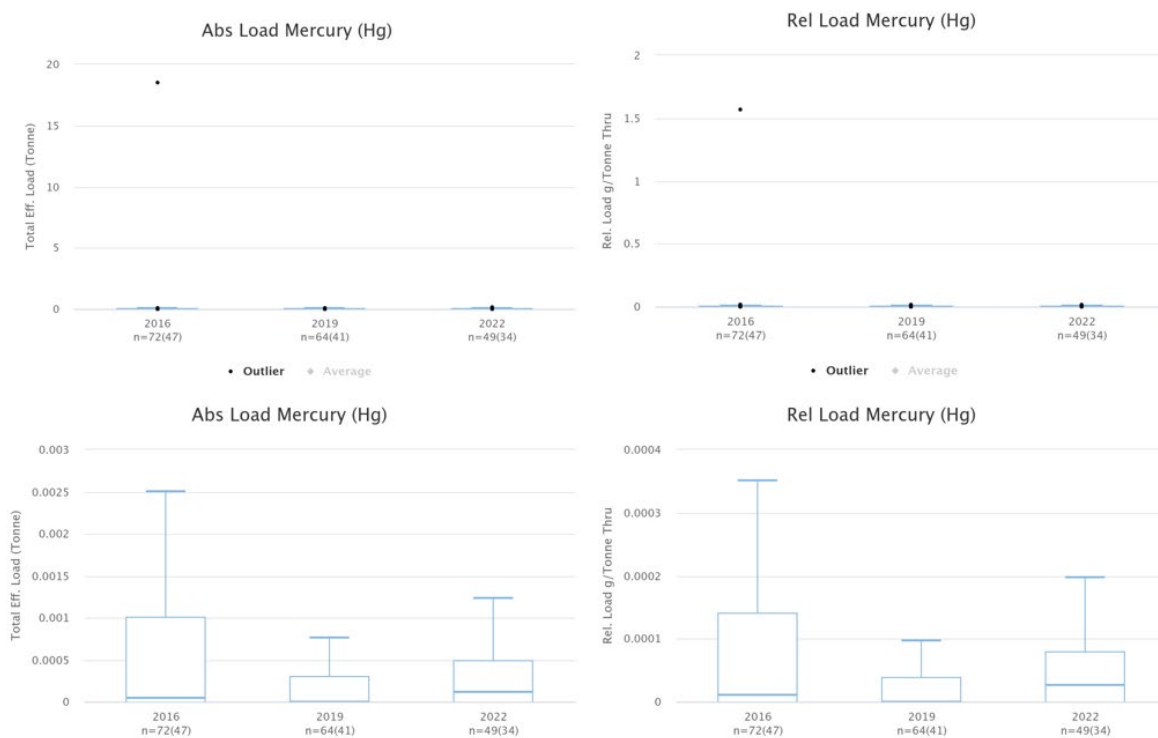 Abs Load Mercury (Hg)
Total Eff. Load (Tonne)
20
15
10
5
0
2016
n=72(47)
2019
n=64(41)
2022
n=49(34)
Outlier
Average
Rel Load Mercury (Hg)
Rel. Load g/Tonne Thru
2
1.5
1
0.5
0
2016
n=72(47)
2019
n=64(41)
2022
n=49(34)
Outlier
Average
Abs Load Mercury (Hg)
Total Eff. Load (Tonne)
0.003
0.0025
0.002
0.0015
0.001
0.0005
0
2016
n=72(47)
2019
n=64(41)
2022
n=49(34)
Rel Load Mercury (Hg)
Rel. Load g/Tonne Thru
0.0004
0.0003
0.0002
0.0001
0
2016
n=72(47)
2019
n=64(41)
2022
n=49(34)